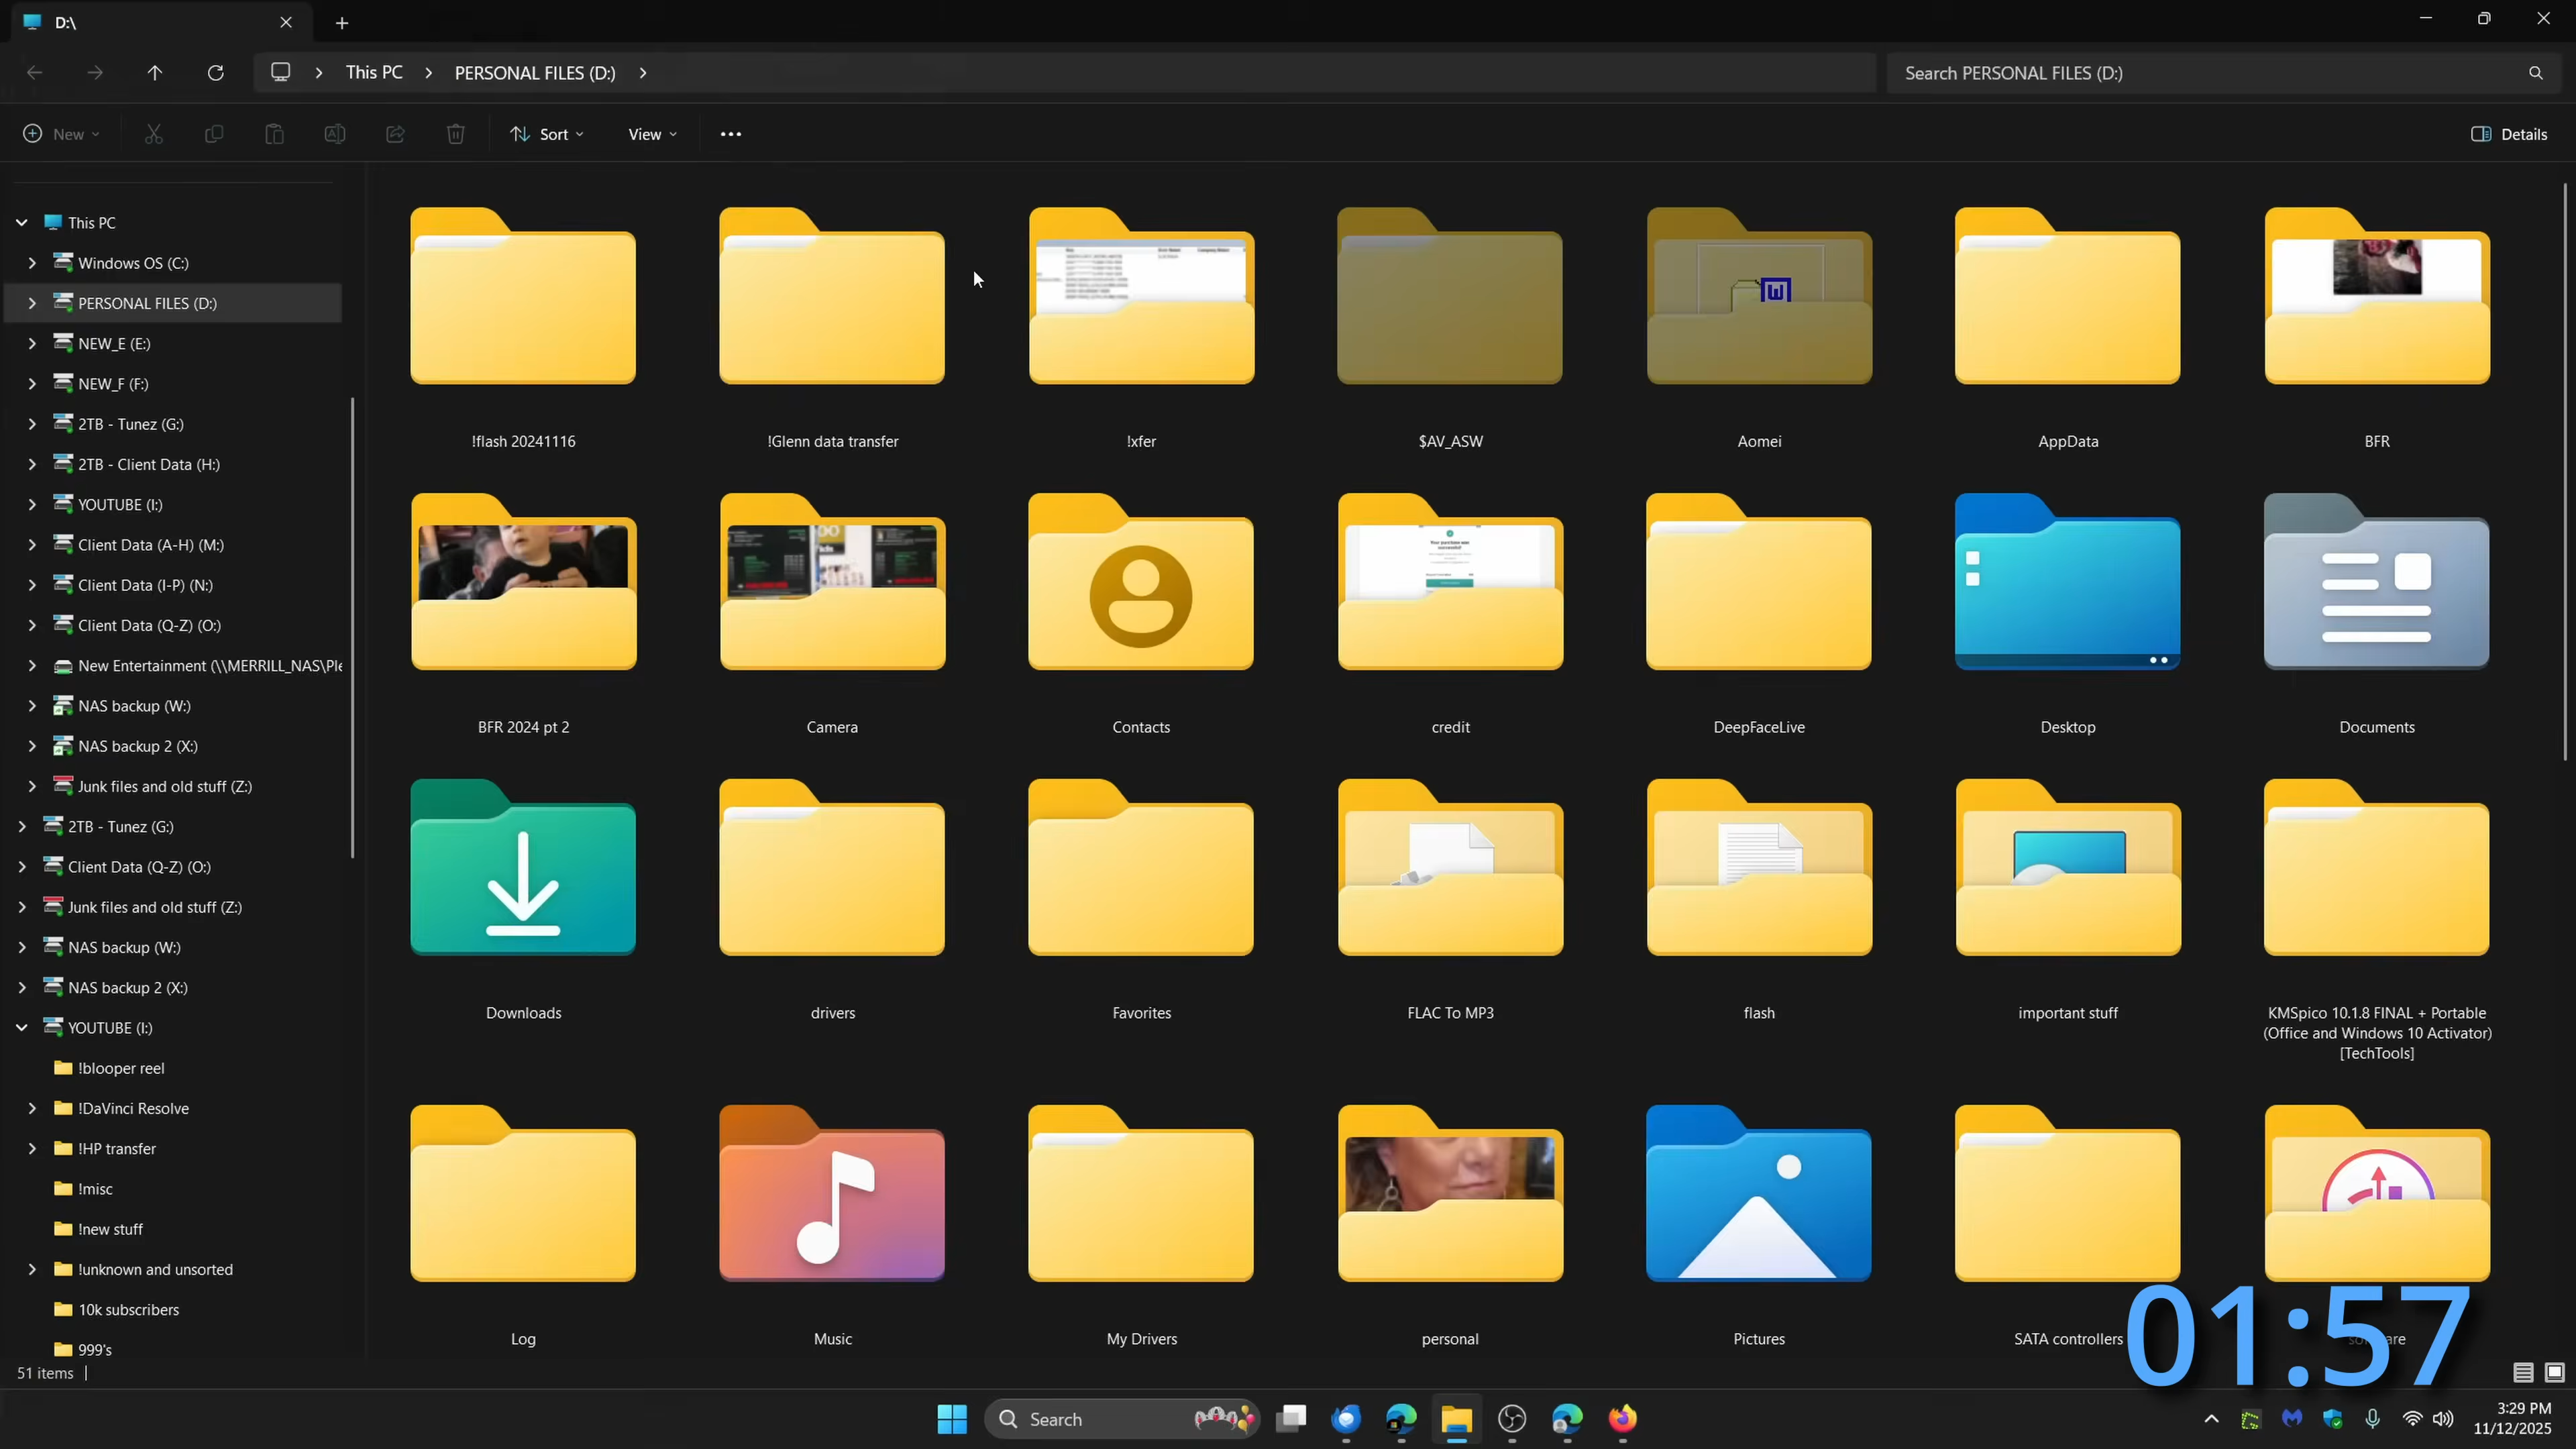 D:\
This PC
PERSONAL FILES (D:)
Search PERSONAL FILES (D:)
New
Sort
View
Details
This PC
Windows OS (C:)
PERSONAL FILES (D:)
NEW_E (E:)
NEW_F (F:)
2TB - Tunez (G:)
2TB - Client Data (H:)
YOUTUBE (I:)
Client Data (A-H) (M:)
Client Data (I-P) (N:)
Client Data (Q-Z) (O:)
New Entertainment (\\MERRILL_NAS\Ple
NAS backup (W:)
NAS backup 2 (X:)
Junk files and old stuff (Z:)
2TB - Tunez (G:)
Client Data (Q-Z) (O:)
Junk files and old stuff (Z:)
NAS backup (W:)
NAS backup 2 (X:)
YOUTUBE (I:)
!blooper reel
!DaVinci Resolve
!HP transfer
!misc
!new stuff
!unknown and unsorted
10k subscribers
999's
!flash 20241116
!Glenn data transfer
!xfer
$AV_ASW
Aomei
AppData
BFR
BFR 2024 pt 2
Camera
Contacts
credit
DeepFaceLive
Desktop
Documents
Downloads
drivers
Favorites
FLAC To MP3
flash
important stuff
KMSpico 10.1.8 FINAL + Portable
(Office and Windows 10 Activator)
[TechTools]
Log
Music
My Drivers
personal
Pictures
SATA controllers
01:57
51 items
Search
3:29 PM
11/12/2025